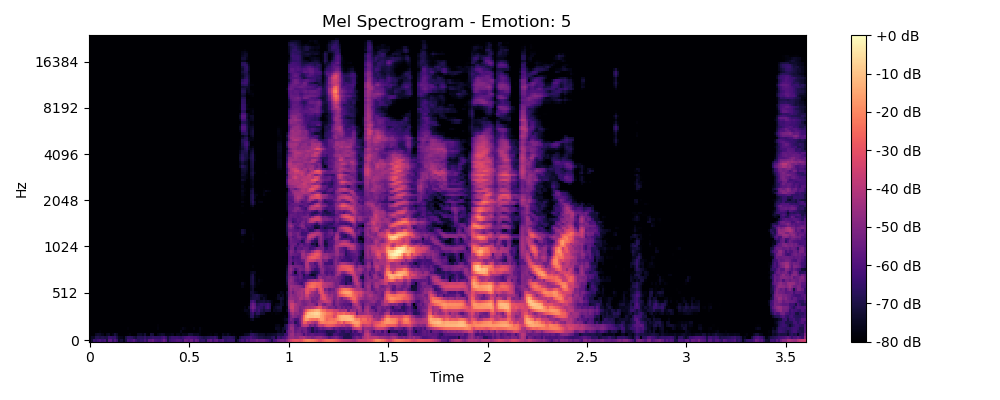 Mel Spectrogram - Emotion: 5
Hz
16384
8192
4096
2048
1024
512
0
0 0.5 1 1.5 2 2.5 3 3.5
Time
+0 dB
-10 dB
-20 dB
-30 dB
-40 dB
-50 dB
-60 dB
-70 dB
-80 dB